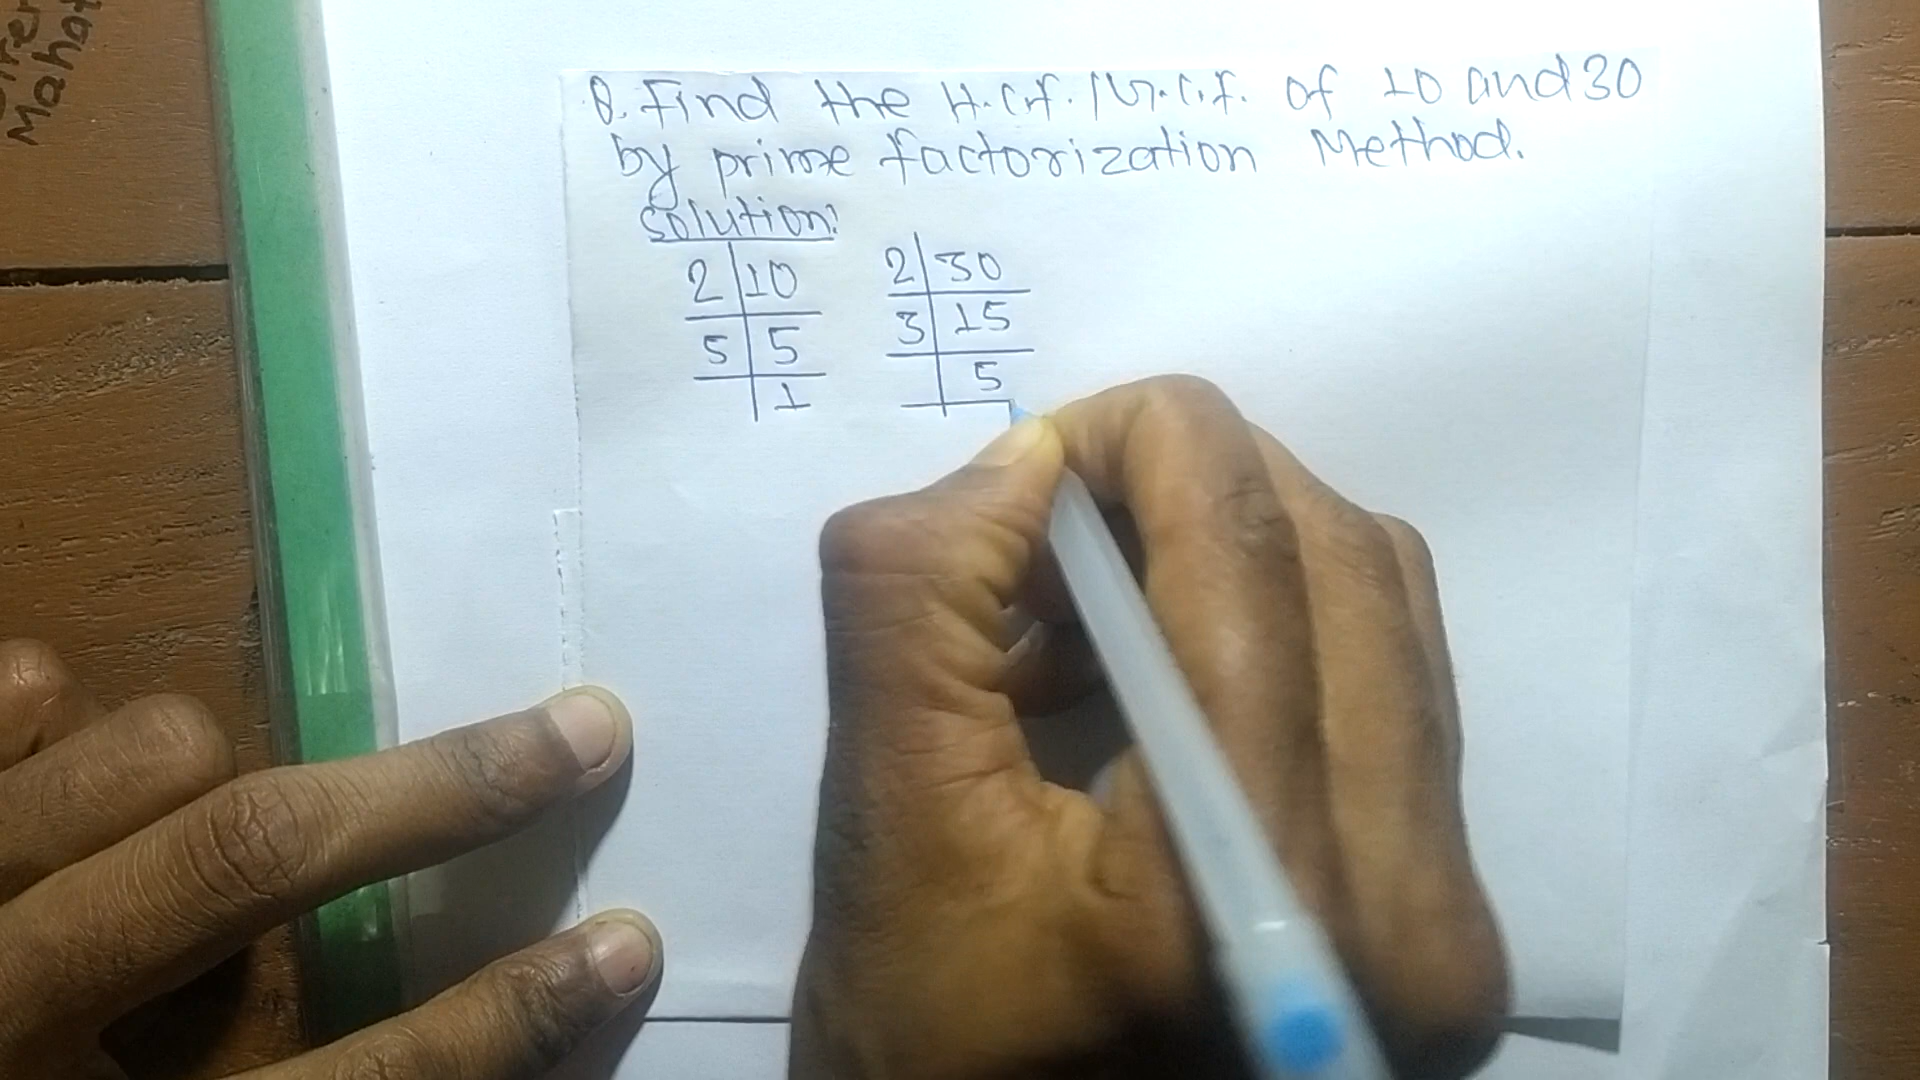 Q. Find the H.C.F. / G.C.F. of 10 and 30
by prime factorization Method.
Solution:
2 | 10
5 | 5
1
2 | 30
3 | 15
5
Mahat